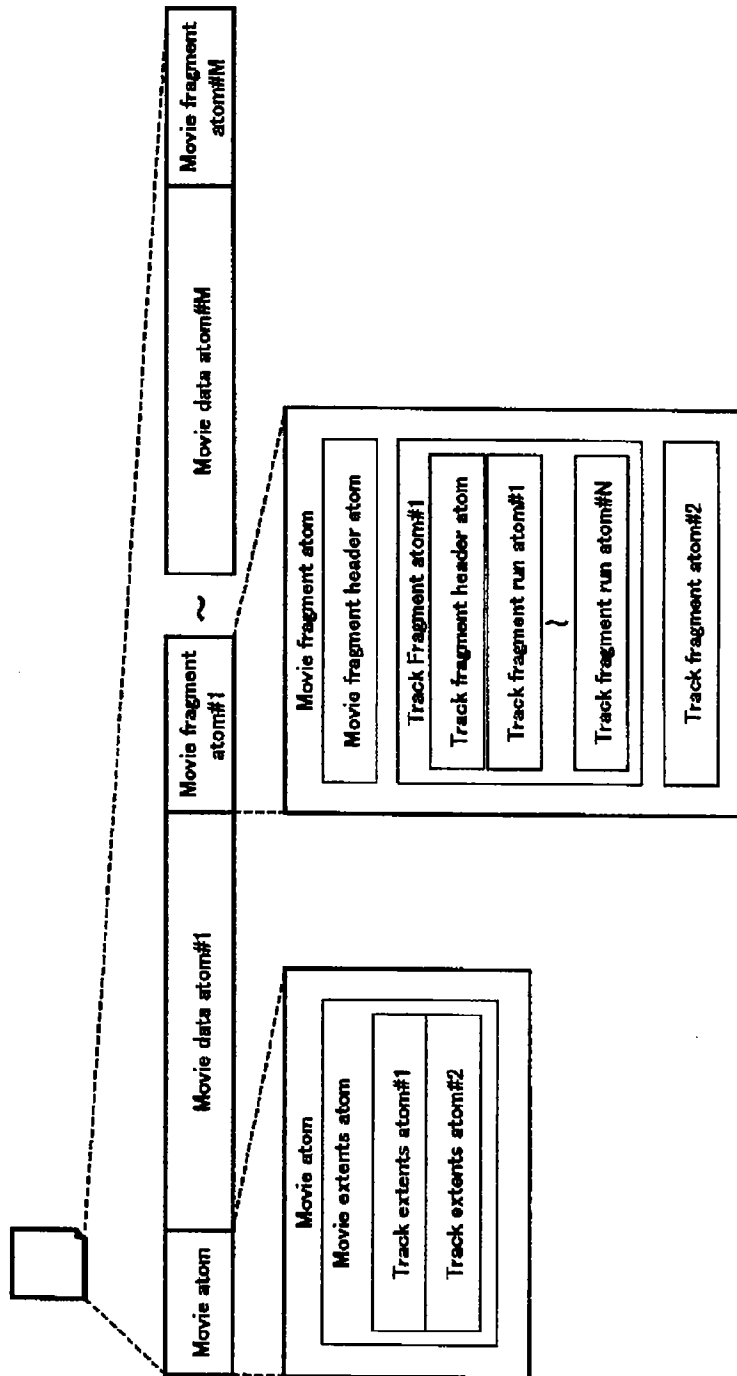 Movie atom
Movie data atom#1
Movie fragment
atom#1
~
Movie data atom#M
Movie fragment
atom#M
Movie atom
Movie extents atom
Track extents atom#1
Track extents atom#2
Movie fragment atom
Movie fragment header atom
Track Fragment atom#1
Track fragment header atom
Track fragment run atom#1
~
Track fragment run atom#N
Track fragment atom#2